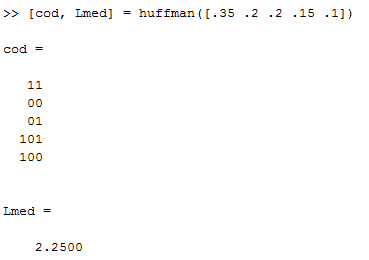 >> [cod, Lmed] = huffman([.35 .2 .2 .15 .1])
cod =
11
00
01
101
100
Lmed =
2.2500